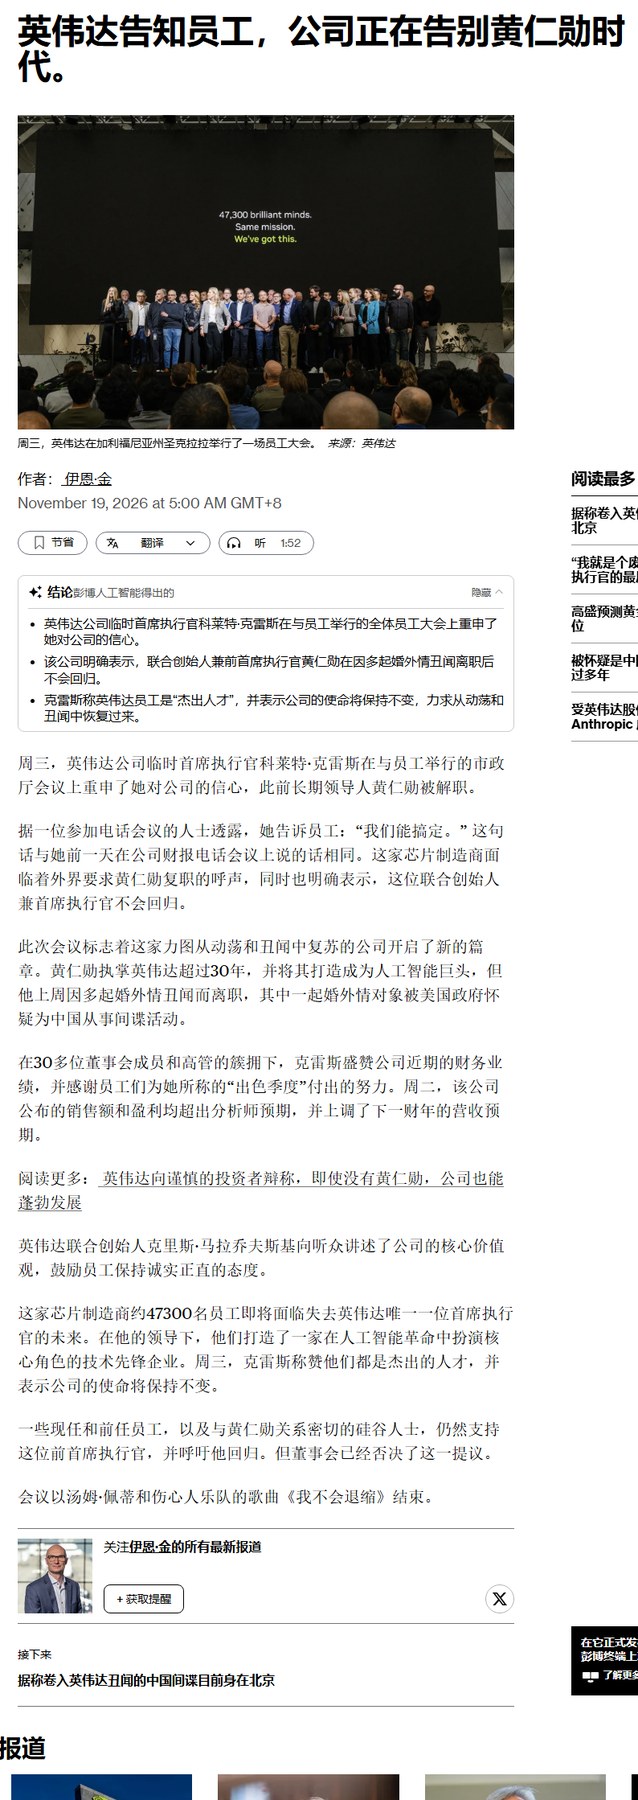 英伟达告知员工，公司正在告别黄仁勋时
代。
47,300 brilliant minds.
Same mission.
We've got this.
周三，英伟达在加利福尼亚州圣克拉拉举行了一场员工大会。 来源：英伟达
作者： 伊恩·金
November 19, 2026 at 5:00 AM GMT+8
节省
翻译
听 1:52
结论彭博人工智能得出的
隐藏
• 英伟达公司临时首席执行官科莱特·克雷斯在与员工举行的全体员工大会上重申了
她对公司的信心。
• 该公司明确表示，联合创始人兼前首席执行官黄仁勋在因多起婚外情丑闻离职后
不会回归。
• 克雷斯称英伟达员工是“杰出人才”，并表示公司的使命将保持不变，力求从动荡和
丑闻中恢复过来。
周三，英伟达公司临时首席执行官科莱特·克雷斯在与员工举行的市政
厅会议上重申了她对公司的信心，此前长期领导人黄仁勋被解职。
据一位参加电话会议的人士透露，她告诉员工：“我们能搞定。” 这句
话与她前一天在公司财报电话会议上说的话相同。这家芯片制造商面
临着外界要求黄仁勋复职的呼声，同时也明确表示，这位联合创始人
兼首席执行官不会回归。
此次会议标志着这家力图从动荡和丑闻中复苏的公司开启了新的篇
章。黄仁勋执掌英伟达超过30年，并将其打造成为人工智能巨头，但
他上周因多起婚外情丑闻而离职，其中一起婚外情对象被美国政府怀
疑为中国从事间谍活动。
在30多位董事会成员和高管的簇拥下，克雷斯盛赞公司近期的财务业
绩，并感谢员工们为她所称的“出色季度”付出的努力。周二，该公司
公布的销售额和盈利均超出分析师预期，并上调了下一财年的营收预
期。
阅读更多： 英伟达向谨慎的投资者辩称，即使没有黄仁勋，公司也能
蓬勃发展
英伟达联合创始人克里斯·马拉乔夫斯基向听众讲述了公司的核心价值
观，鼓励员工保持诚实正直的态度。
这家芯片制造商约47300名员工即将面临失去英伟达唯一一位首席执行
官的未来。在他的领导下，他们打造了一家在人工智能革命中扮演核
心角色的技术先锋企业。周三，克雷斯称赞他们都是杰出的人才，并
表示公司的使命将保持不变。
一些现任和前任员工，以及与黄仁勋关系密切的硅谷人士，仍然支持
这位前首席执行官，并呼吁他回归。但董事会已经否决了这一提议。
会议以汤姆·佩蒂和伤心人乐队的歌曲《我不会退缩》结束。
关注伊恩·金的所有最新报道
+ 获取提醒
接下来
据称卷入英伟达丑闻的中国间谍目前身在北京
报道
阅读最多
据称卷入英伟
北京
“我就是个废
执行官的最后
高盛预测黄金
位
被怀疑是中国
过多年
受英伟达股价
Anthropic
在它正式发布
彭博终端上
了解更多